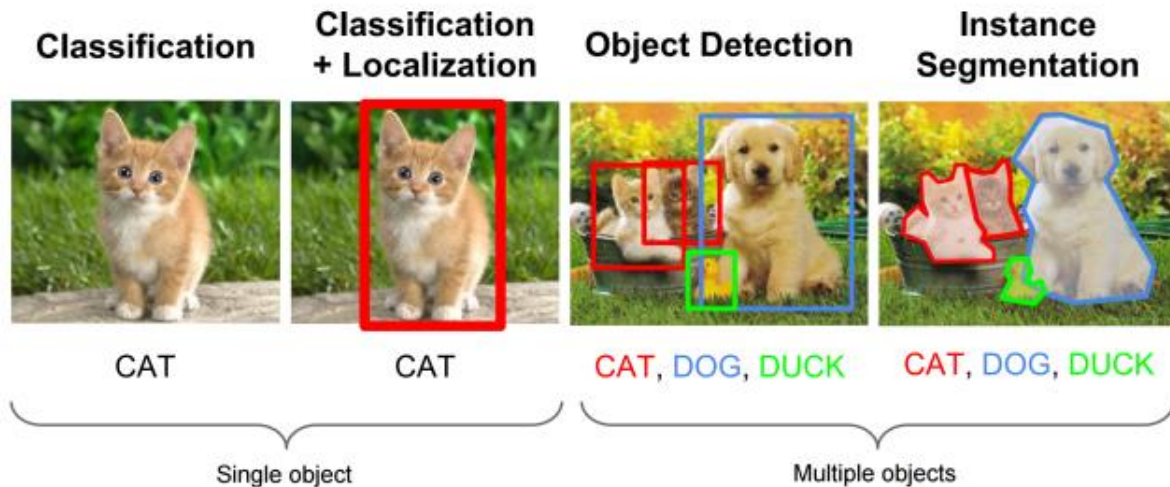 Classification
Classification
+ Localization
Object Detection
Instance
Segmentation
CAT
CAT
CAT, DOG, DUCK
CAT, DOG, DUCK
Single object
Multiple objects